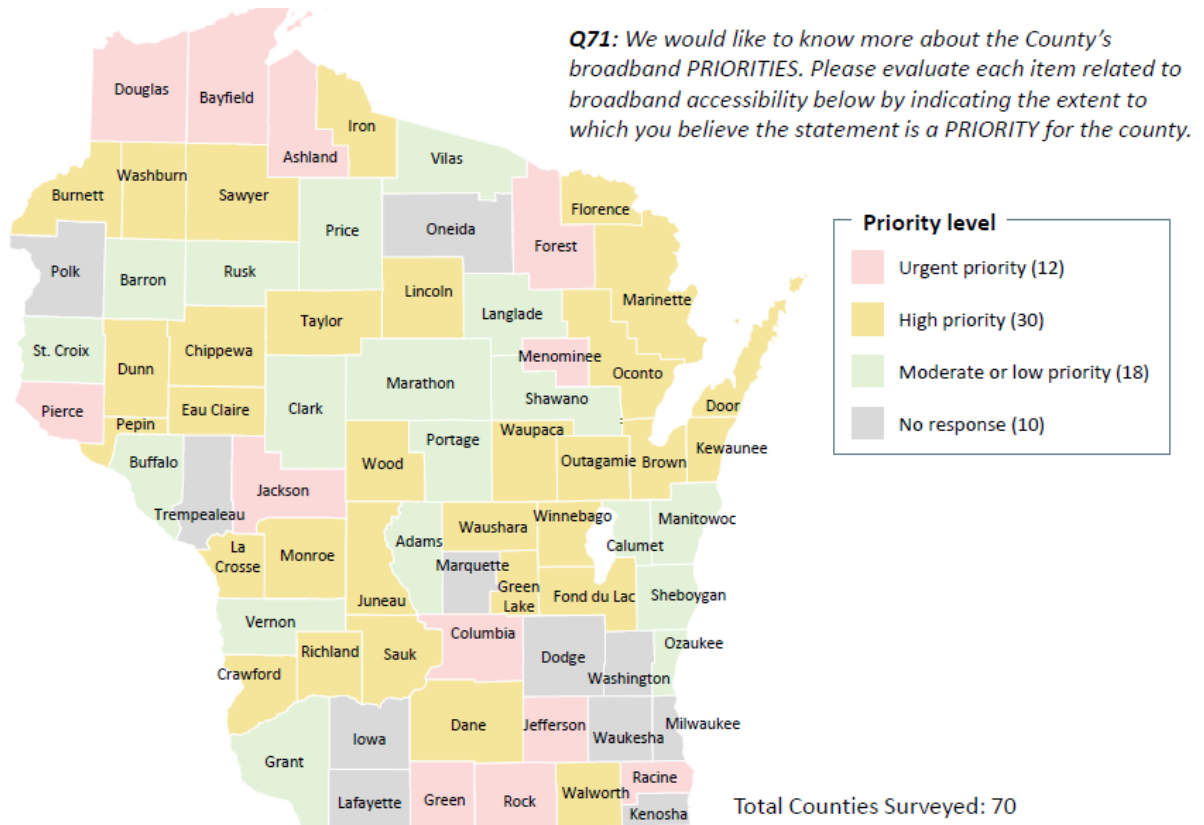 Q71: We would like to know more about the County's
broadband PRIORITIES. Please evaluate each item related to
broadband accessibility below by indicating the extent to
which you believe the statement is a PRIORITY for the county.
Priority level
Urgent priority (12)
High priority (30)
Moderate or low priority (18)
No response (10)
Douglas
Bayfield
Ashland
Iron
Vilas
Burnett
Washburn
Sawyer
Price
Oneida
Forest
Florence
Polk
Barron
Rusk
Lincoln
Langlade
Marinette
Taylor
St. Croix
Dunn
Chippewa
Menominee
Oconto
Marathon
Shawano
Door
Pierce
Pepin
Eau Claire
Clark
Portage
Waupaca
Buffalo
Wood
Outagamie
Brown
Kewaunee
Trempealeau
Jackson
Adams
Waushara
Winnebago
Manitowoc
Calumet
La
Crosse
Monroe
Juneau
Marquette
Green
Lake
Fond du Lac
Sheboygan
Vernon
Columbia
Ozaukee
Richland
Sauk
Dodge
Washington
Crawford
Iowa
Dane
Jefferson
Waukesha
Milwaukee
Grant
Lafayette
Green
Rock
Walworth
Racine
Kenosha
Total Counties Surveyed: 70